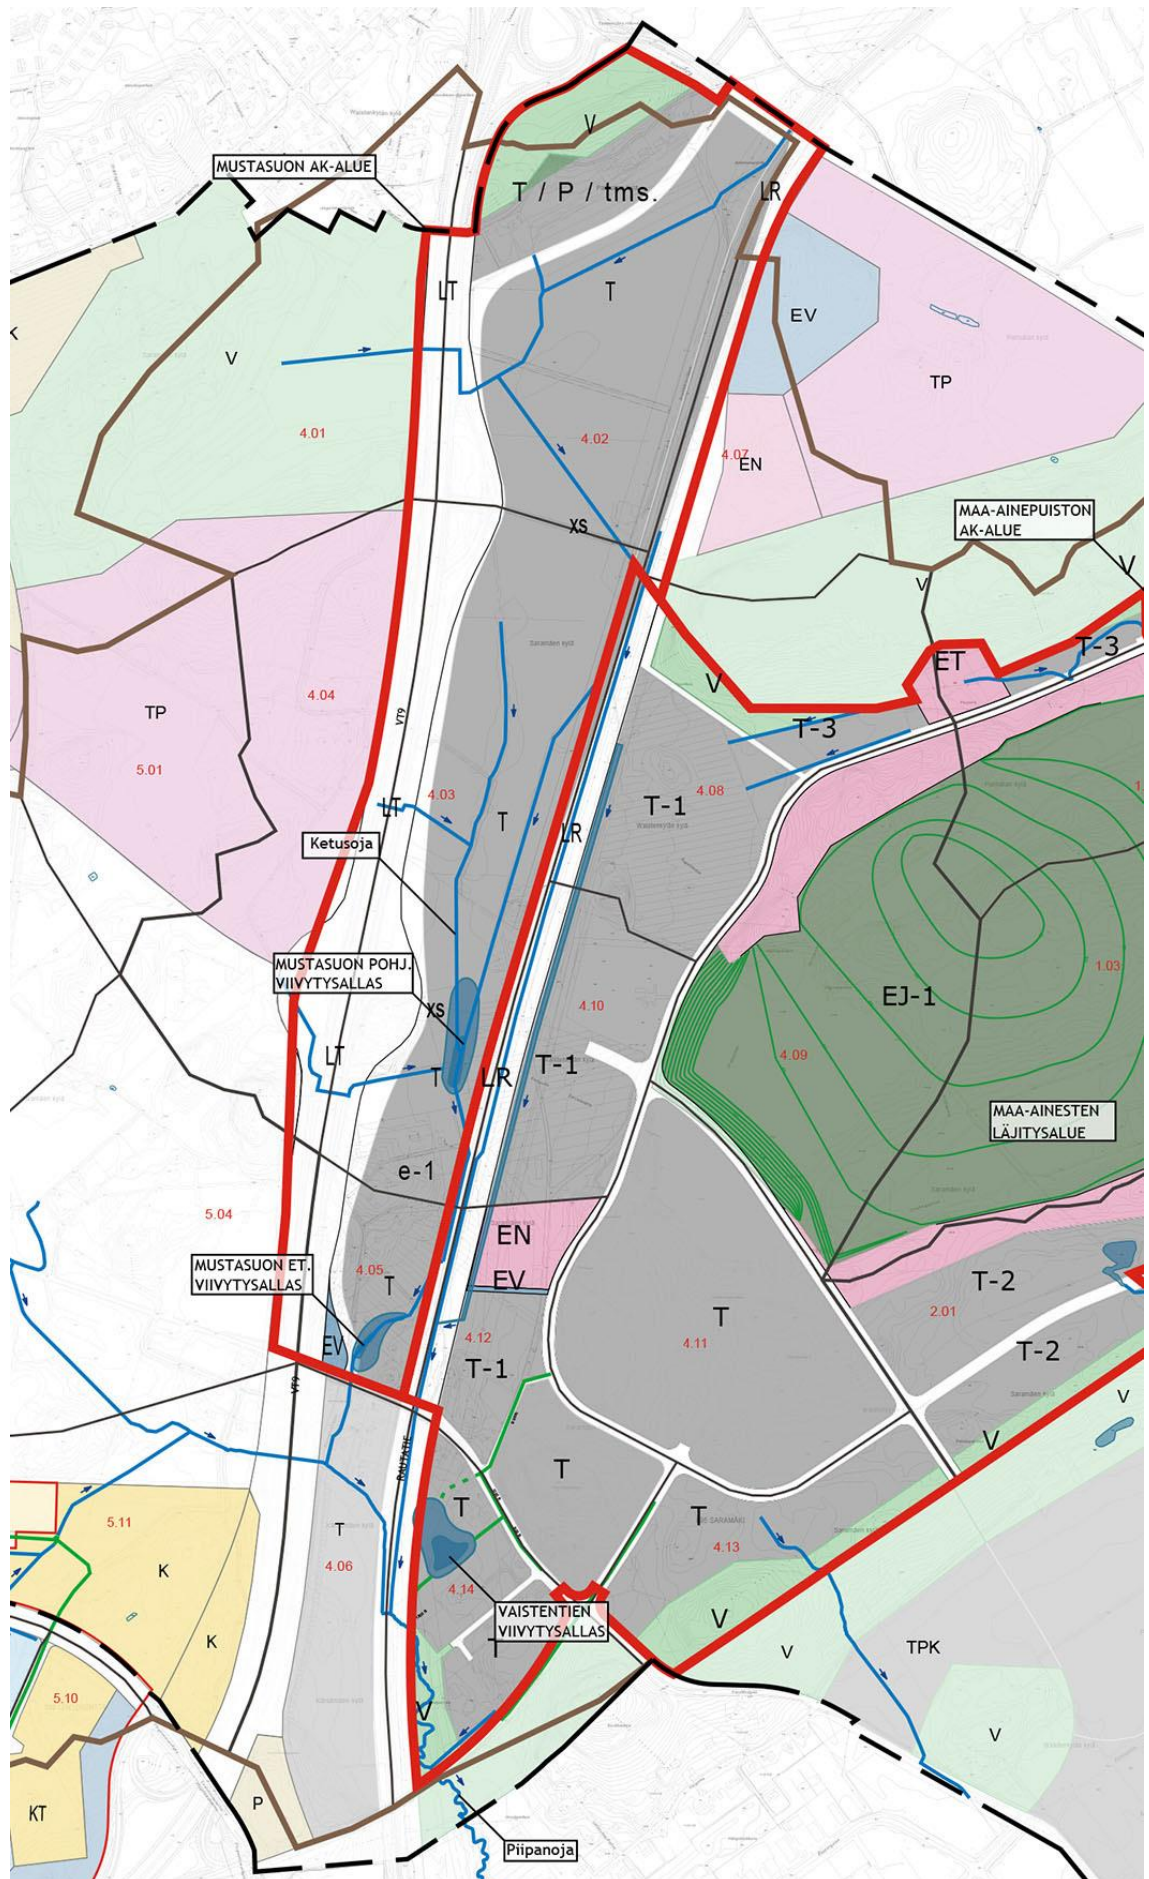 V
MUSTASUON AK-ALUE
T / P / tms.
LR
LT
T
EV
K
V
TP
4.01
4.02
4.07
EN
MAA-AINEPUISTON
AK-ALUE
XS
V
V
ET
T-3
V
4.04
TP
VT9
T-3
5.01
4.03
LT
T
T-1
4.08
LR
Ketusoja
MUSTASUON POHJ.
VIIVYTYSALLAS
1.03
EJ-1
XS
4.10
LT
T
LR
T-1
4.09
MAA-AINESTEN
LÄJITYSALUE
e-1
5.04
EN
EV
MUSTASUON ET.
VIIVYTYSALLAS
4.05
T
T-2
2.01
T
4.11
EV
4.12
T-1
T-2
VT9
V
V
RAUTATIE
T
T
T
5.11
T
4.06
4.13
K
4.14
VAISTENTIEN
VIIVYTYSALLAS
V
K
T
TPK
V
5.10
V
V
P
KT
Piipanoja